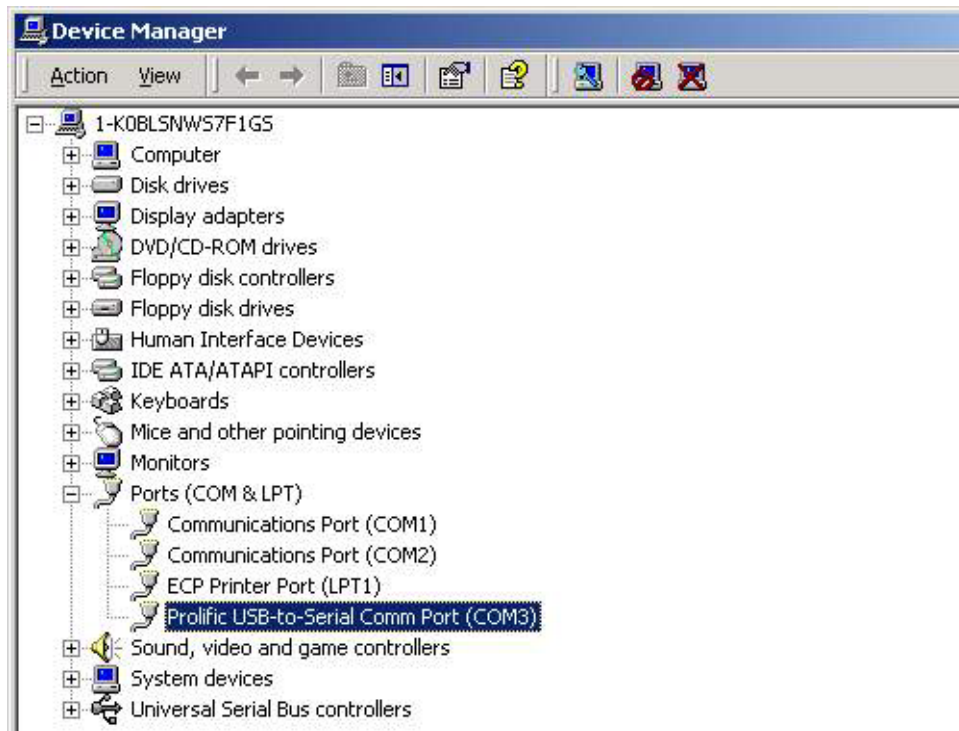 Device Manager
Action View
1-K0BLSNWS7F1GS
Computer
Disk drives
Display adapters
DVD/CD-ROM drives
Floppy disk controllers
Floppy disk drives
Human Interface Devices
IDE ATA/ATAPI controllers
Keyboards
Mice and other pointing devices
Monitors
Ports (COM & LPT)
Communications Port (COM1)
Communications Port (COM2)
ECP Printer Port (LPT1)
Prolific USB-to-Serial Comm Port (COM3)
Sound, video and game controllers
System devices
Universal Serial Bus controllers